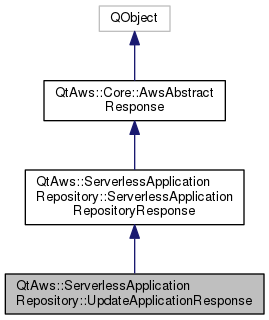 QObject
QtAws::Core::AwsAbstract
Response
QtAws::ServerlessApplication
Repository::ServerlessApplication
RepositoryResponse
QtAws::ServerlessApplication
Repository::UpdateApplicationResponse